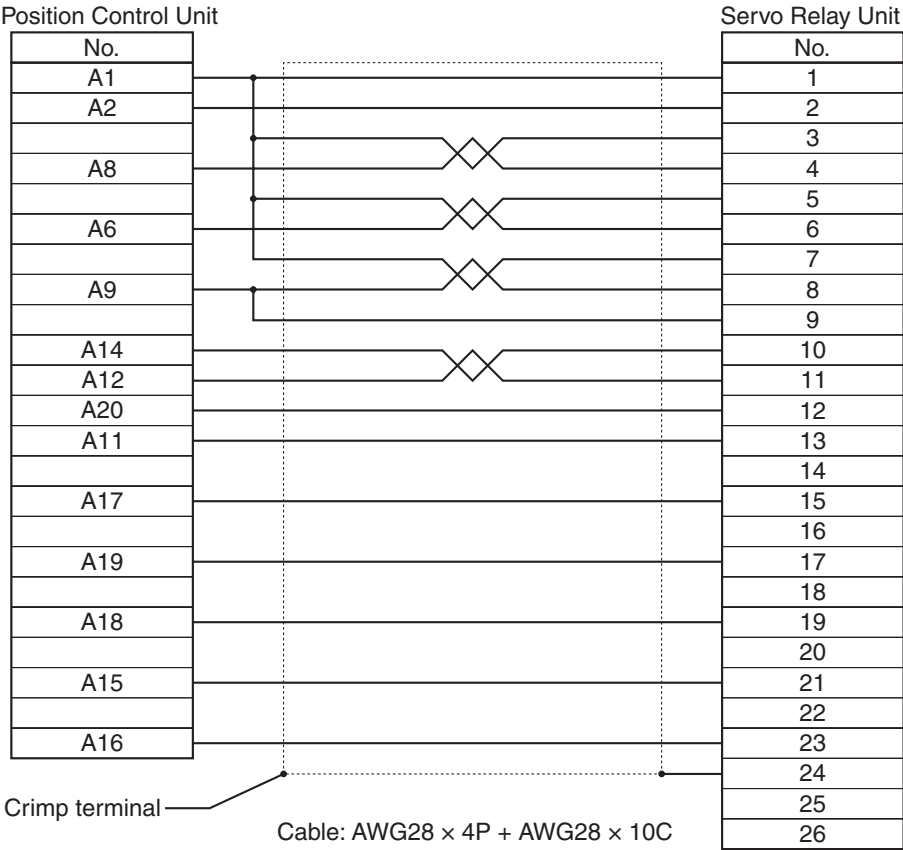 Position Control Unit Servo Relay Unit
No. No.
A1 1
A2 2
3
A8 4
5
A6 6
7
A9 8
9
A14 10
A12 11
A20 12
A11 13
14
A17 15
16
A19 17
18
A18 19
20
A15 21
22
A16 23
24
Crimp terminal 25
Cable: AWG28 × 4P + AWG28 × 10C 26